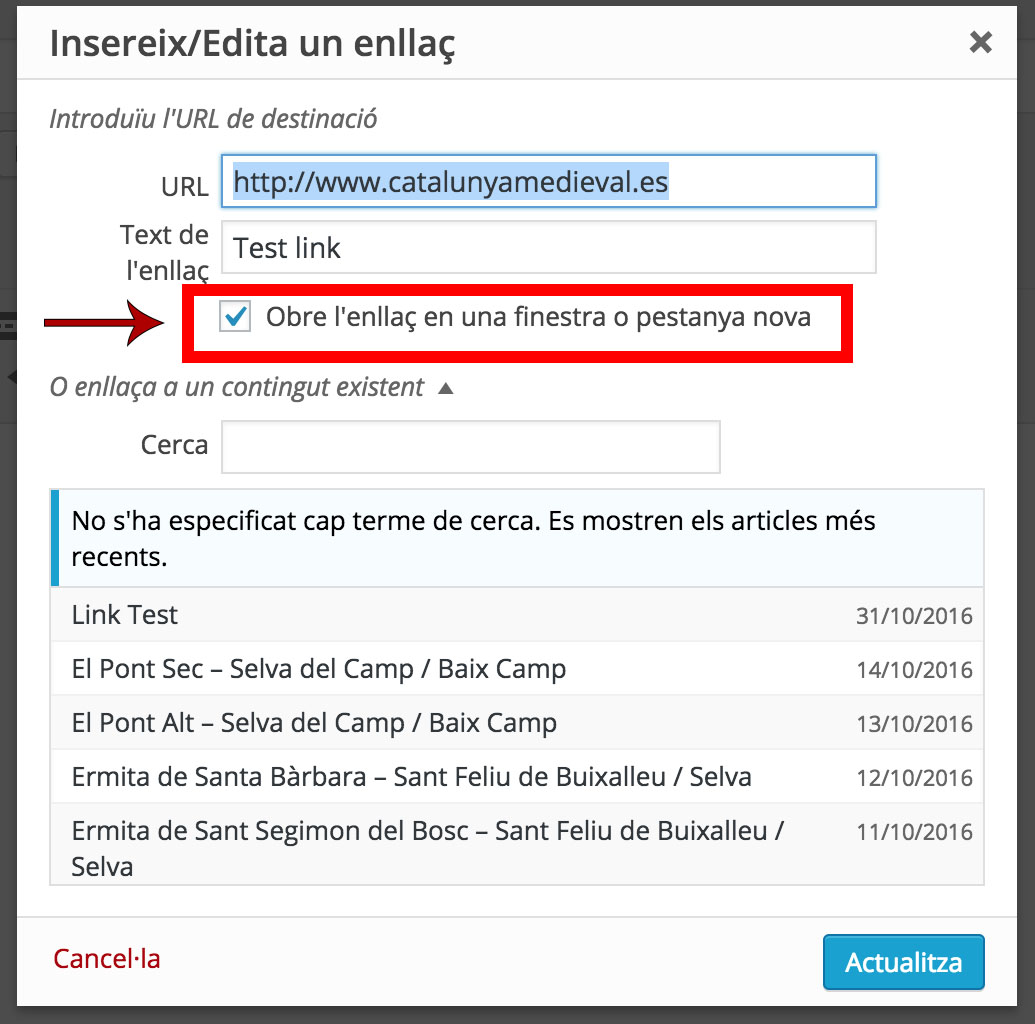 Insereix/Edita un enllaç
Introduïu l'URL de destinació
URL http://www.catalunyamedieval.es
Text de
l'enllaç
Test link
Obre l'enllaç en una finestra o pestanya nova
O enllaça a un contingut existent
Cerca
No s'ha especificat cap terme de cerca. Es mostren els articles més
recents.
Link Test 31/10/2016
El Pont Sec – Selva del Camp / Baix Camp 14/10/2016
El Pont Alt – Selva del Camp / Baix Camp 13/10/2016
Ermita de Santa Bàrbara – Sant Feliu de Buixalleu / Selva 12/10/2016
Ermita de Sant Segimon del Bosc – Sant Feliu de Buixalleu / 11/10/2016
Selva
Cancel·la Actualitza